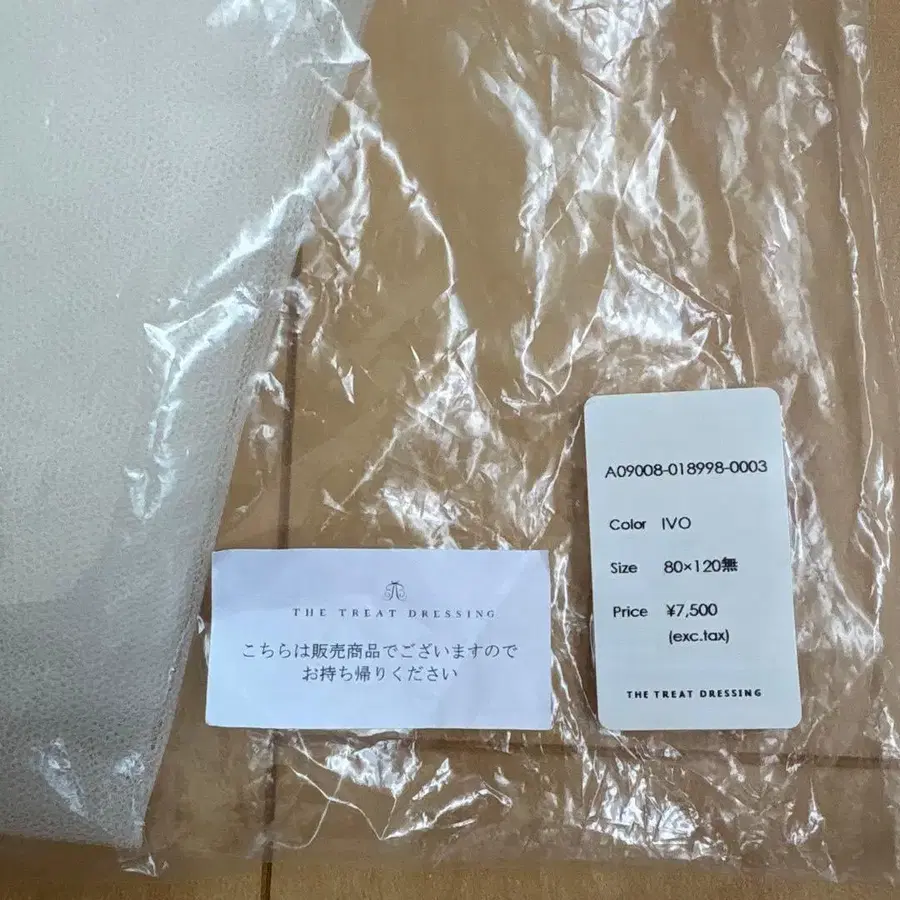 A09008-018998-0003
Color IVO
Size 80×120無
Price ¥7,500
(exc.tax)
THE TREAT DRESSING
THE TREAT DRESSING
こちらは販売商品でございますので
お持ち帰りください